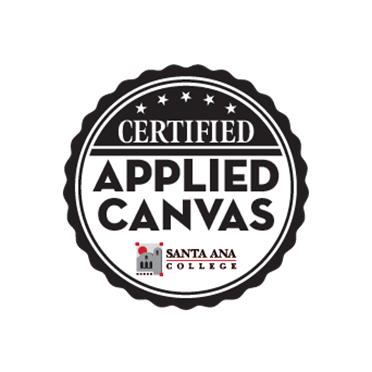 CERTIFIED
APPLIED
CANVAS
SANTA ANA
COLLEGE